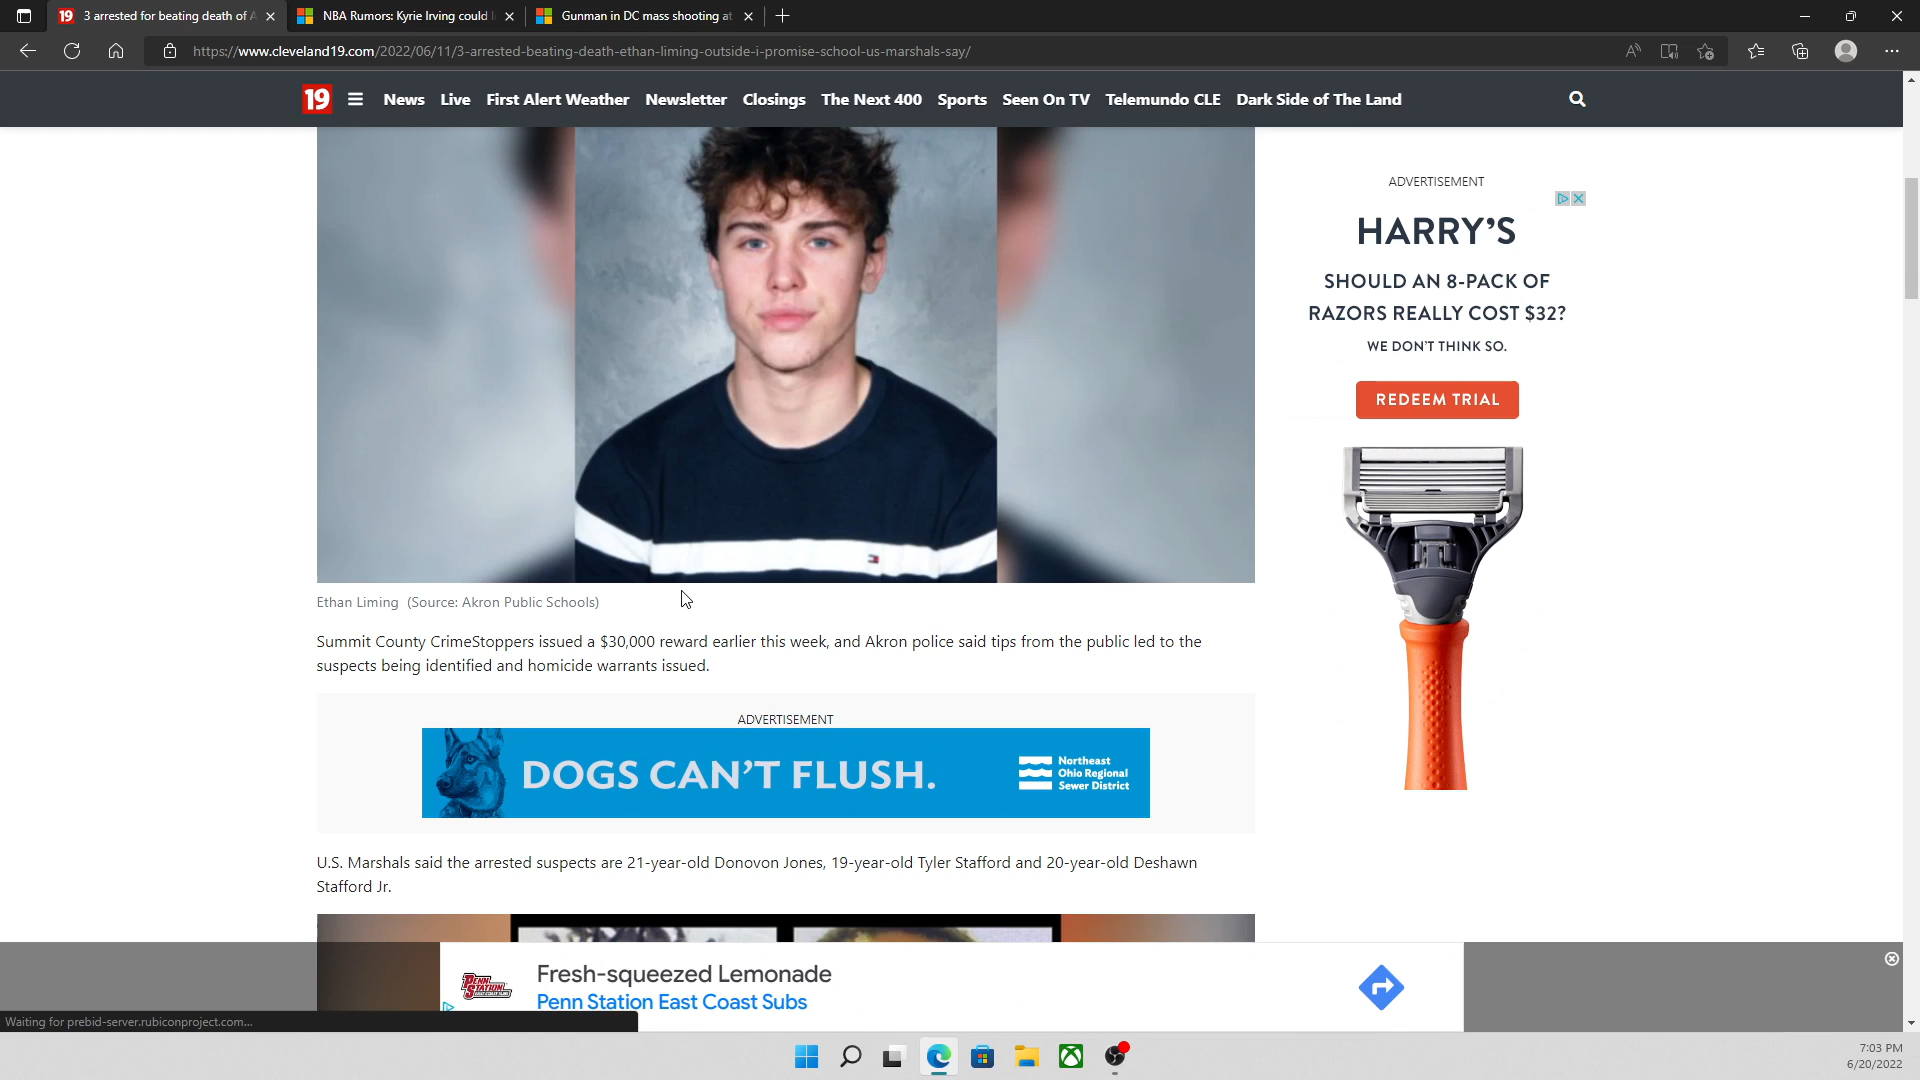 19
3 arrested for beating death of A
NBA Rumors: Kyrie Irving could l
Gunman in DC mass shooting at
https://www.cleveland19.com/2022/06/11/3-arrested-beating-death-ethan-liming-outside-i-promise-school-us-marshals-say/
19
News
Live
First Alert Weather
Newsletter
Closings
The Next 400
Sports
Seen On TV
Telemundo CLE
Dark Side of The Land
ADVERTISEMENT
HARRY'S
SHOULD AN 8-PACK OF
RAZORS REALLY COST $32?
WE DON'T THINK SO.
REDEEM TRIAL
Ethan Liming (Source: Akron Public Schools)
Summit County CrimeStoppers issued a $30,000 reward earlier this week, and Akron police said tips from the public led to the
suspects being identified and homicide warrants issued.
ADVERTISEMENT
DOGS CAN'T FLUSH.
Northeast
Ohio Regional
Sewer District
U.S. Marshals said the arrested suspects are 21-year-old Donovon Jones, 19-year-old Tyler Stafford and 20-year-old Deshawn
Stafford Jr.
PENN
STATION
Fresh-squeezed Lemonade
Penn Station East Coast Subs
Waiting for prebid-server.rubiconproject.com...
7:03 PM
6/20/2022